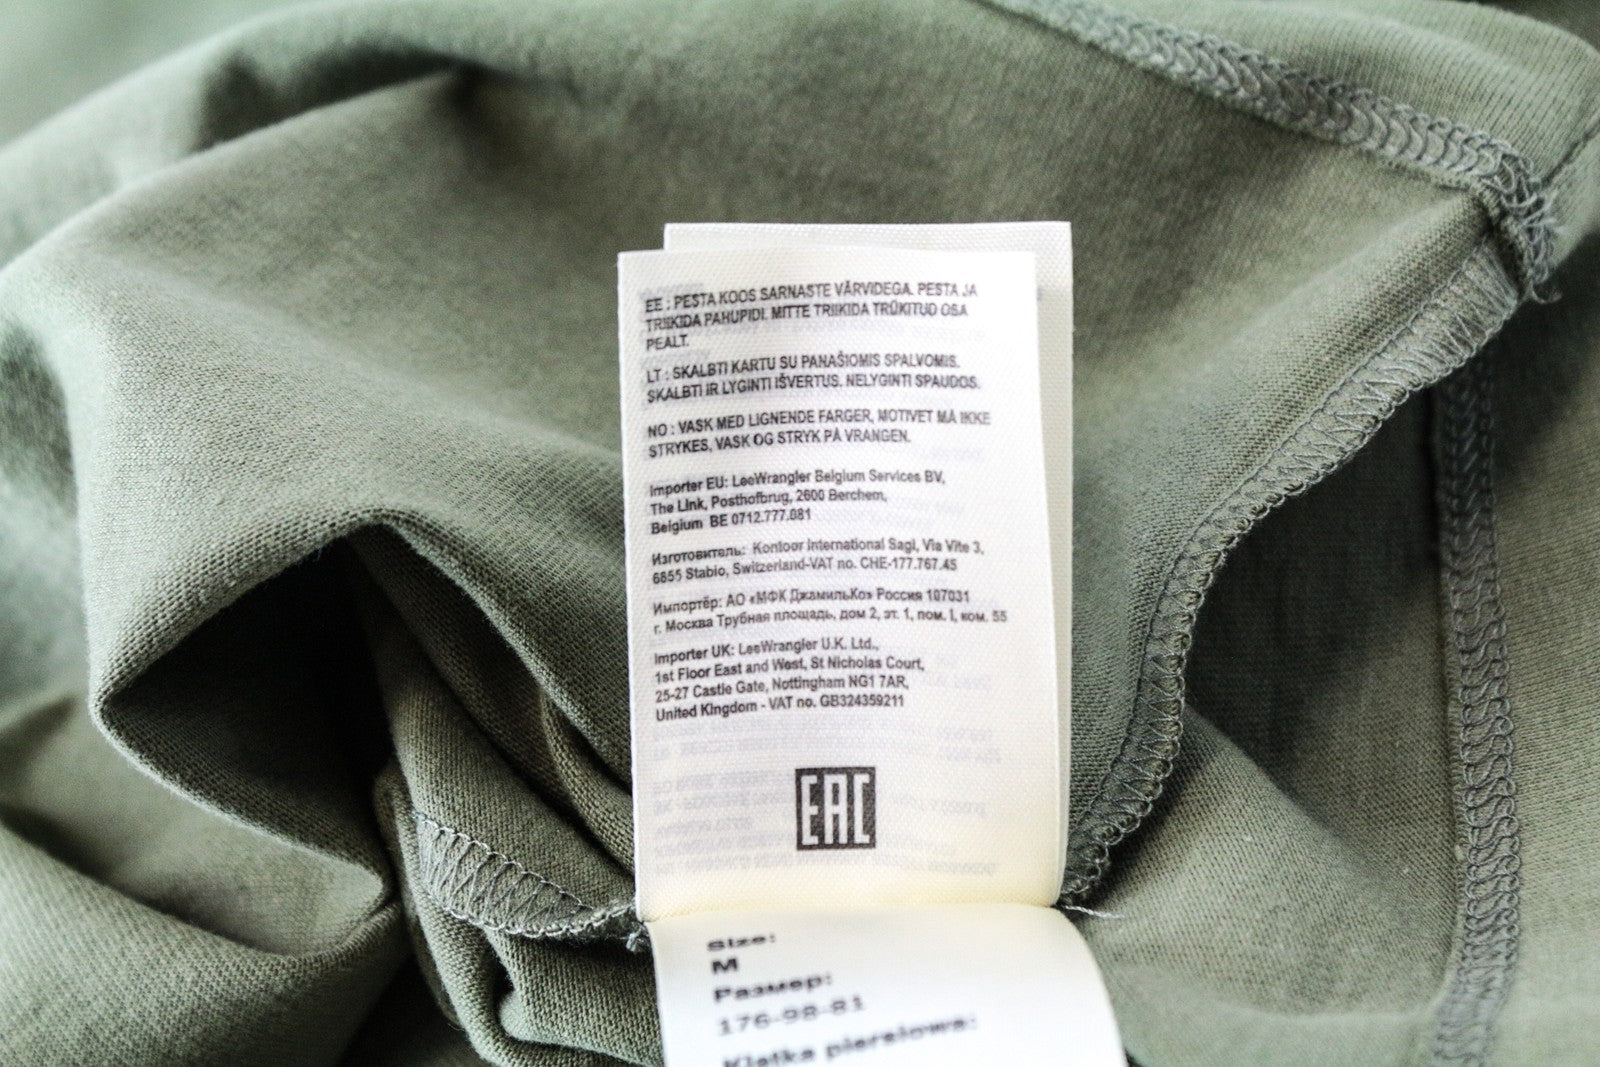 EE : PESTA KOOS SARNASTE VÄRVIDEGA. PESTA JA
TRIIKIDA PAHUPIDI. MITTE TRIIKIDA TRÜKITUD OSA
PEALT.
LT : SKALBTI KARTU SU PANAŠIOMIS SPALVOMIS.
SKALBTI IR LYGINTI IŠVERTUS. NELYGINTI SPAUDOS.
NO : VASK MED LIGNENDE FARGER, MOTIVET MÅ IKKE
STRYKES, VASK OG STRYK PÅ VRANGEN.
Importer EU: LeeWrangler Belgium Services BV,
The Link, Posthofbrug, 2600 Berchem,
Belgium BE 0712.777.081
Изготовитель: Kontoor International Sagl, Via Vite 3,
6855 Stabio, Switzerland-VAT no. CHE-177.767.45
Импортёр: АО «МФК ДжамильКо» Россия 107031
г. Москва Трубная площадь, дом 2, эт. 1, пом. I, ком. 55
Importer UK: LeeWrangler U.K. Ltd.,
1st Floor East and West, St Nicholas Court,
25-27 Castle Gate, Nottingham NG1 7AR,
United Kingdom - VAT no. GB324359211
EAC
Size:
M
Размер:
176-98-81
Klatka piersiowa: